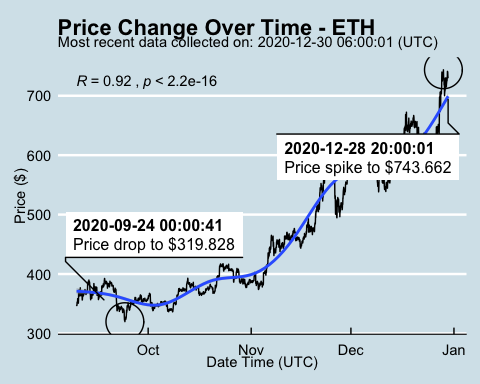 Price Change Over Time - ETH
Most recent data collected on: 2020-12-30 06:00:01 (UTC)
R = 0.92 , p < 2.2e-16
700
600
500
400
300
Price ($)
2020-12-28 20:00:01
Price spike to $743.662
2020-09-24 00:00:41
Price drop to $319.828
Oct
Nov
Dec
Jan
Date Time (UTC)